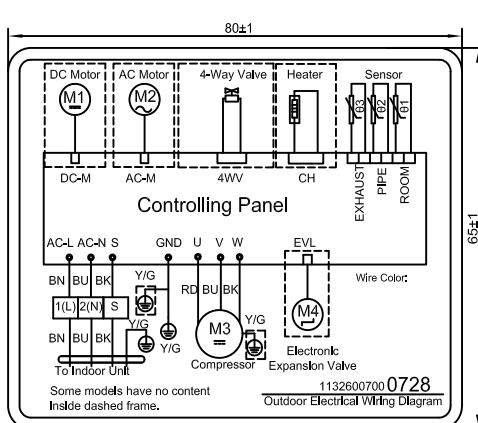 80±1
DC Motor AC Motor 4-Way Valve Heater Sensor
M1 M2 θ3 θ2 θ1
DC-M AC-M 4WV CH EXHAUST PIPE ROOM
Controlling Panel
65±1
AC-L AC-N S GND U V W EVL
BN BU BK Y/G RD BU BK Wire Color:
1(L) 2(N) S
Y/G Y/G M3 Y/G M4
BN BU BK
Compressor Electronic
Expansion Valve
To Indoor Unit
Some models have no content
inside dashed frame.
1132600700 0728
Outdoor Electrical Wiring Diagram